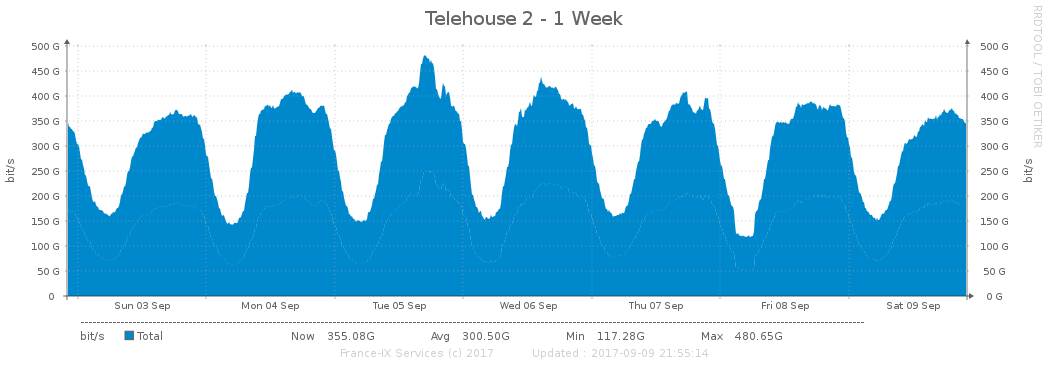 Telehouse 2 - 1 Week
RRDTOOL / TOBI OETIKER
bit/s
500 G
450 G
400 G
350 G
300 G
250 G
200 G
150 G
100 G
50 G
0
500 G
450 G
400 G
350 G
300 G
250 G
200 G
150 G
100 G
50 G
0 G
bit/s
Sun 03 Sep Mon 04 Sep Tue 05 Sep Wed 06 Sep Thu 07 Sep Fri 08 Sep Sat 09 Sep
bit/s Total Now 355.08G Avg 300.50G Min 117.28G Max 480.65G
France-IX Services (c) 2017 Updated : 2017-09-09 21:55:14